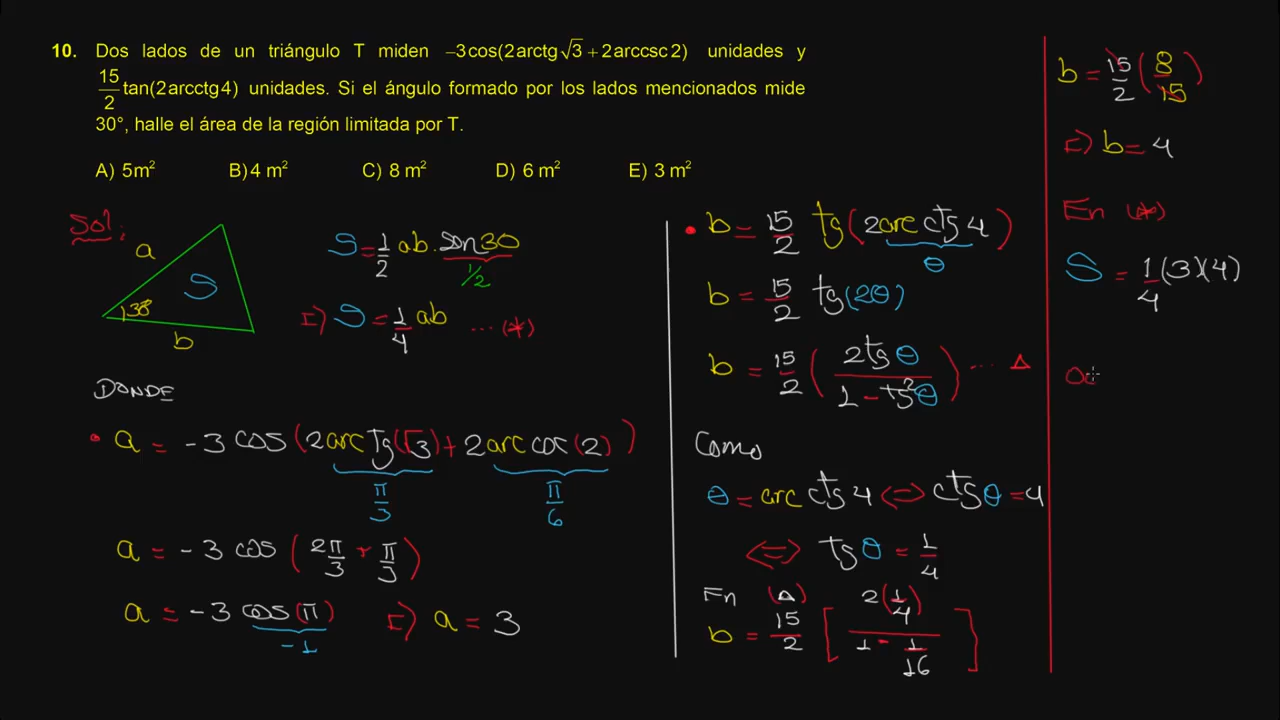 10. Dos lados de un triángulo T miden −3cos(2arctg√3 + 2arccsc2) unidades y
15/2 tan(2arcctg4) unidades. Si el ángulo formado por los lados mencionados mide
30°, halle el área de la región limitada por T.
A) 5m² B) 4 m² C) 8 m² D) 6 m² E) 3 m²
Sol:
a
S
b
S = 1/2 ab . sen30
1/2
S = 1/4 ab ... (*)
DONDE
• a = -3 cos(2arctg(√3) + 2arc csc(2))
π/3 π/6
a = -3 cos(2π/3 + π/3)
a = -3 cos(π) a = 3
-1
• b = 15/2 tg(2arc ctg 4)
θ
b = 15/2 tg(2θ)
b = 15/2 (2tgθ / 1 - tg²θ) ... Δ
Como
θ = arc ctg 4 <=> ctgθ = 4
<=> tgθ = 1/4
En (Δ)
b = 15/2 [2(1/4) / 1 - 1/16]
b = 15/2 (8/15)
b = 4
En (*)
S = 1/4 (3)(4)